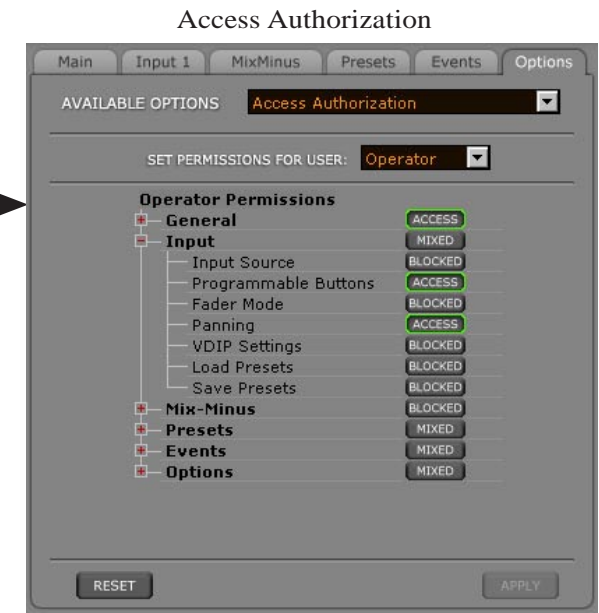 Access Authorization
Main Input 1 MixMinus Presets Events Options
AVAILABLE OPTIONS Access Authorization
SET PERMISSIONS FOR USER: Operator
Operator Permissions
General ACCESS
Input MIXED
Input Source BLOCKED
Programmable Buttons ACCESS
Fader Mode BLOCKED
Panning ACCESS
VDIP Settings BLOCKED
Load Presets BLOCKED
Save Presets BLOCKED
Mix-Minus BLOCKED
Presets MIXED
Events MIXED
Options MIXED
RESET APPLY